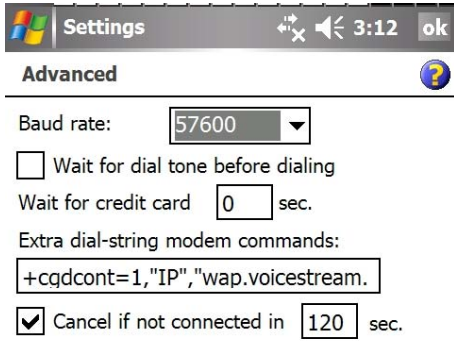 Settings 3:12 ok
Advanced
Baud rate: 57600
Wait for dial tone before dialing
Wait for credit card 0 sec.
Extra dial-string modem commands:
+cgdcont=1,"IP","wap.voicestream.
Cancel if not connected in 120 sec.